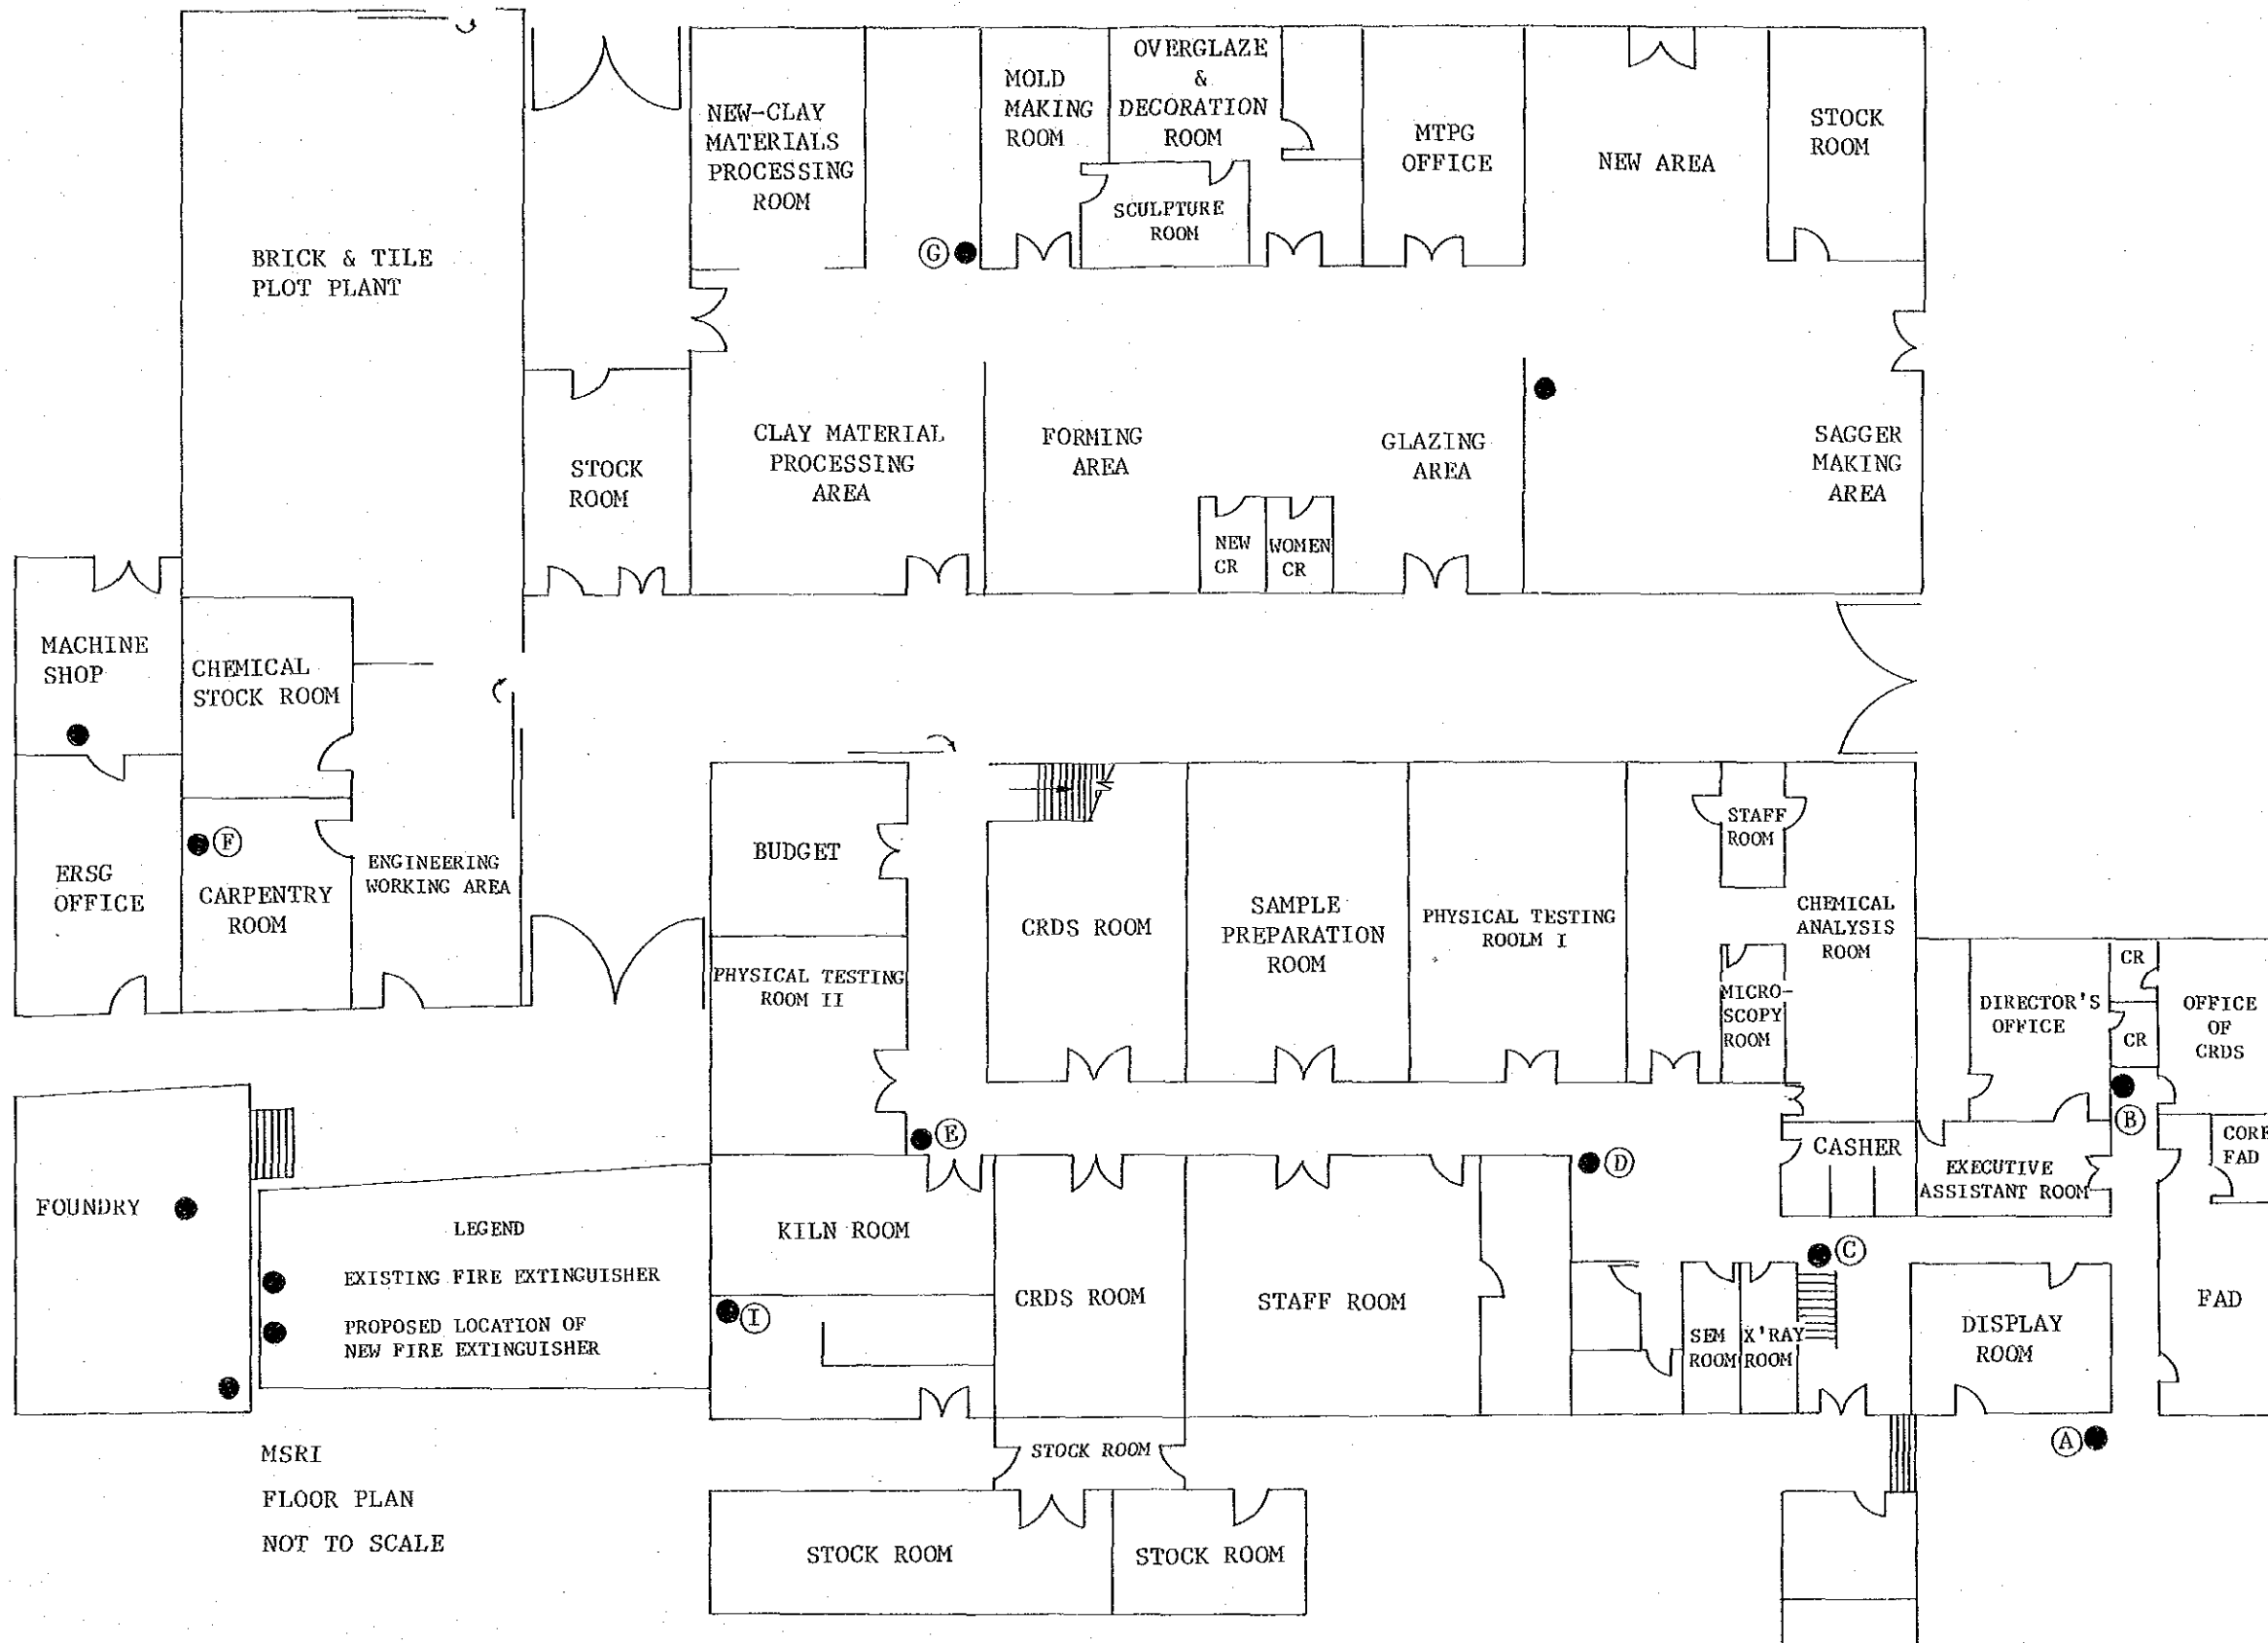 OVERGLAZE
&
DECORATION
ROOM
MOLD
MAKING
ROOM
NEW-CLAY
MATERIALS
PROCESSING
ROOM
MTPG
OFFICE
NEW AREA
STOCK
ROOM
SCULPTURE
ROOM
G
BRICK & TILE
PLOT PLANT
STOCK
ROOM
CLAY MATERIAL
PROCESSING
AREA
FORMING
AREA
GLAZING
AREA
SAGGER
MAKING
AREA
NEW
CR
WOMEN
CR
MACHINE
SHOP
CHEMICAL
STOCK ROOM
F
ERSG
OFFICE
CARPENTRY
ROOM
ENGINEERING
WORKING AREA
BUDGET
PHYSICAL TESTING
ROOM II
CRDS ROOM
SAMPLE
PREPARATION
ROOM
PHYSICAL TESTING
ROOLM I
STAFF
ROOM
CHEMICAL
ANALYSIS
ROOM
MICRO-
SCOPY
ROOM
DIRECTOR'S
OFFICE
CR
CR
OFFICE
OF
CRDS
B
E
D
CASHER
EXECUTIVE
ASSISTANT ROOM
CORE
FAD
FOUNDRY
LEGEND
EXISTING FIRE EXTINGUISHER
PROPOSED LOCATION OF
NEW FIRE EXTINGUISHER
KILN ROOM
I
CRDS ROOM
STAFF ROOM
C
SEM
ROOM
X'RAY
ROOM
DISPLAY
ROOM
FAD
A
MSRI
FLOOR PLAN
NOT TO SCALE
STOCK ROOM
STOCK ROOM
STOCK ROOM